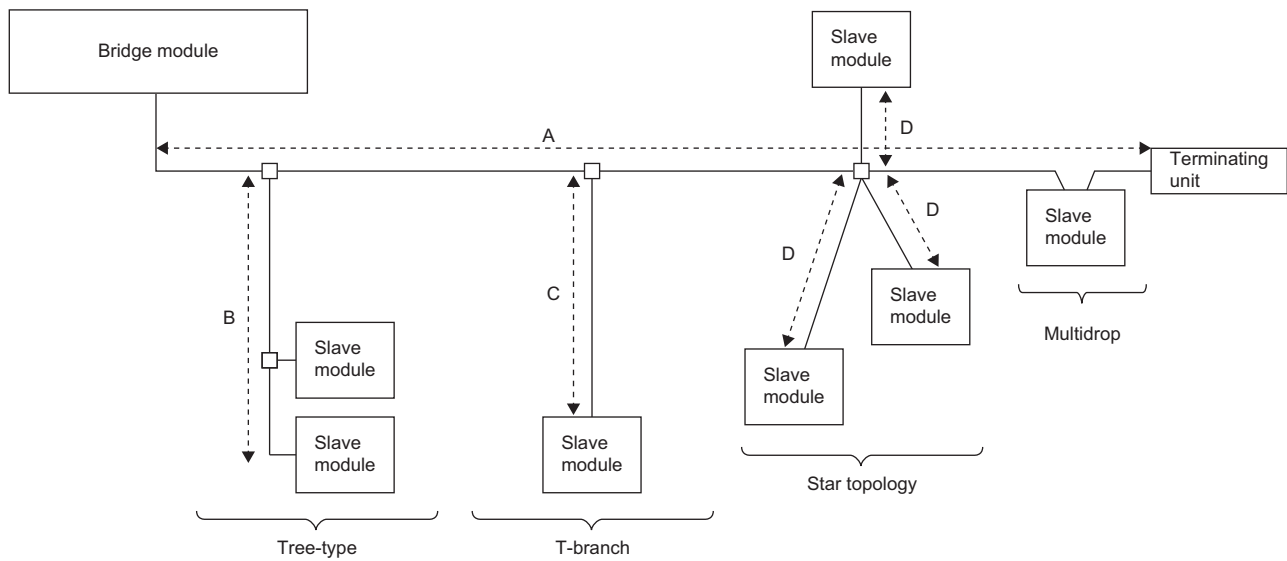 Bridge module
Slave
module
A
D
Terminating
unit
Slave
module
D
D
Slave
module
Multidrop
B
C
Slave
module
Slave
module
Slave
module
Slave
module
Star topology
Tree-type
T-branch